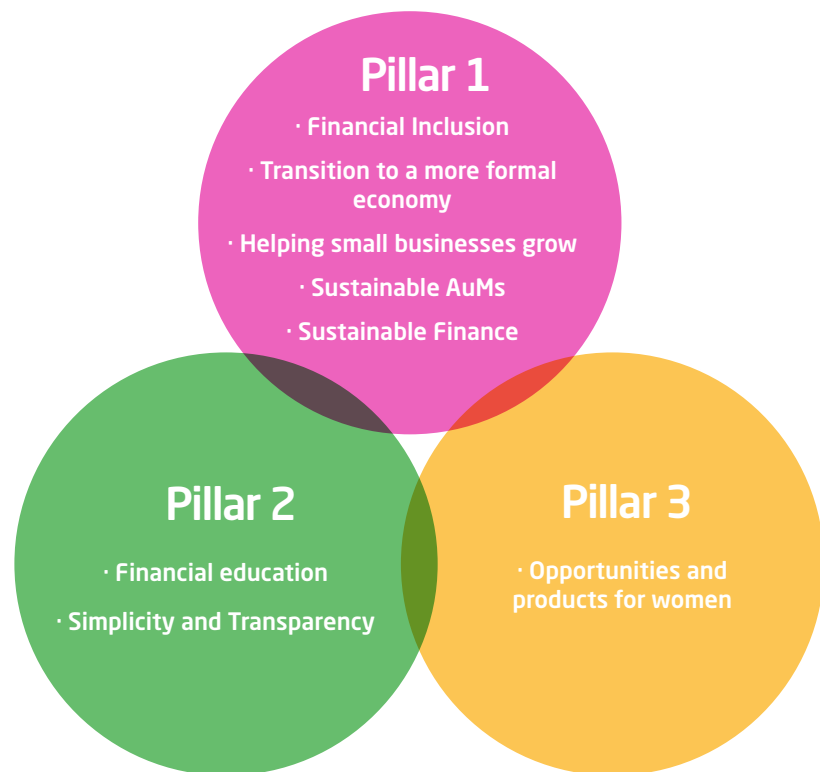 Pillar 1
· Financial Inclusion
· Transition to a more formal
economy
· Helping small businesses grow
· Sustainable AuMs
· Sustainable Finance
Pillar 2
· Financial education
· Simplicity and Transparency
Pillar 3
· Opportunities and
products for women